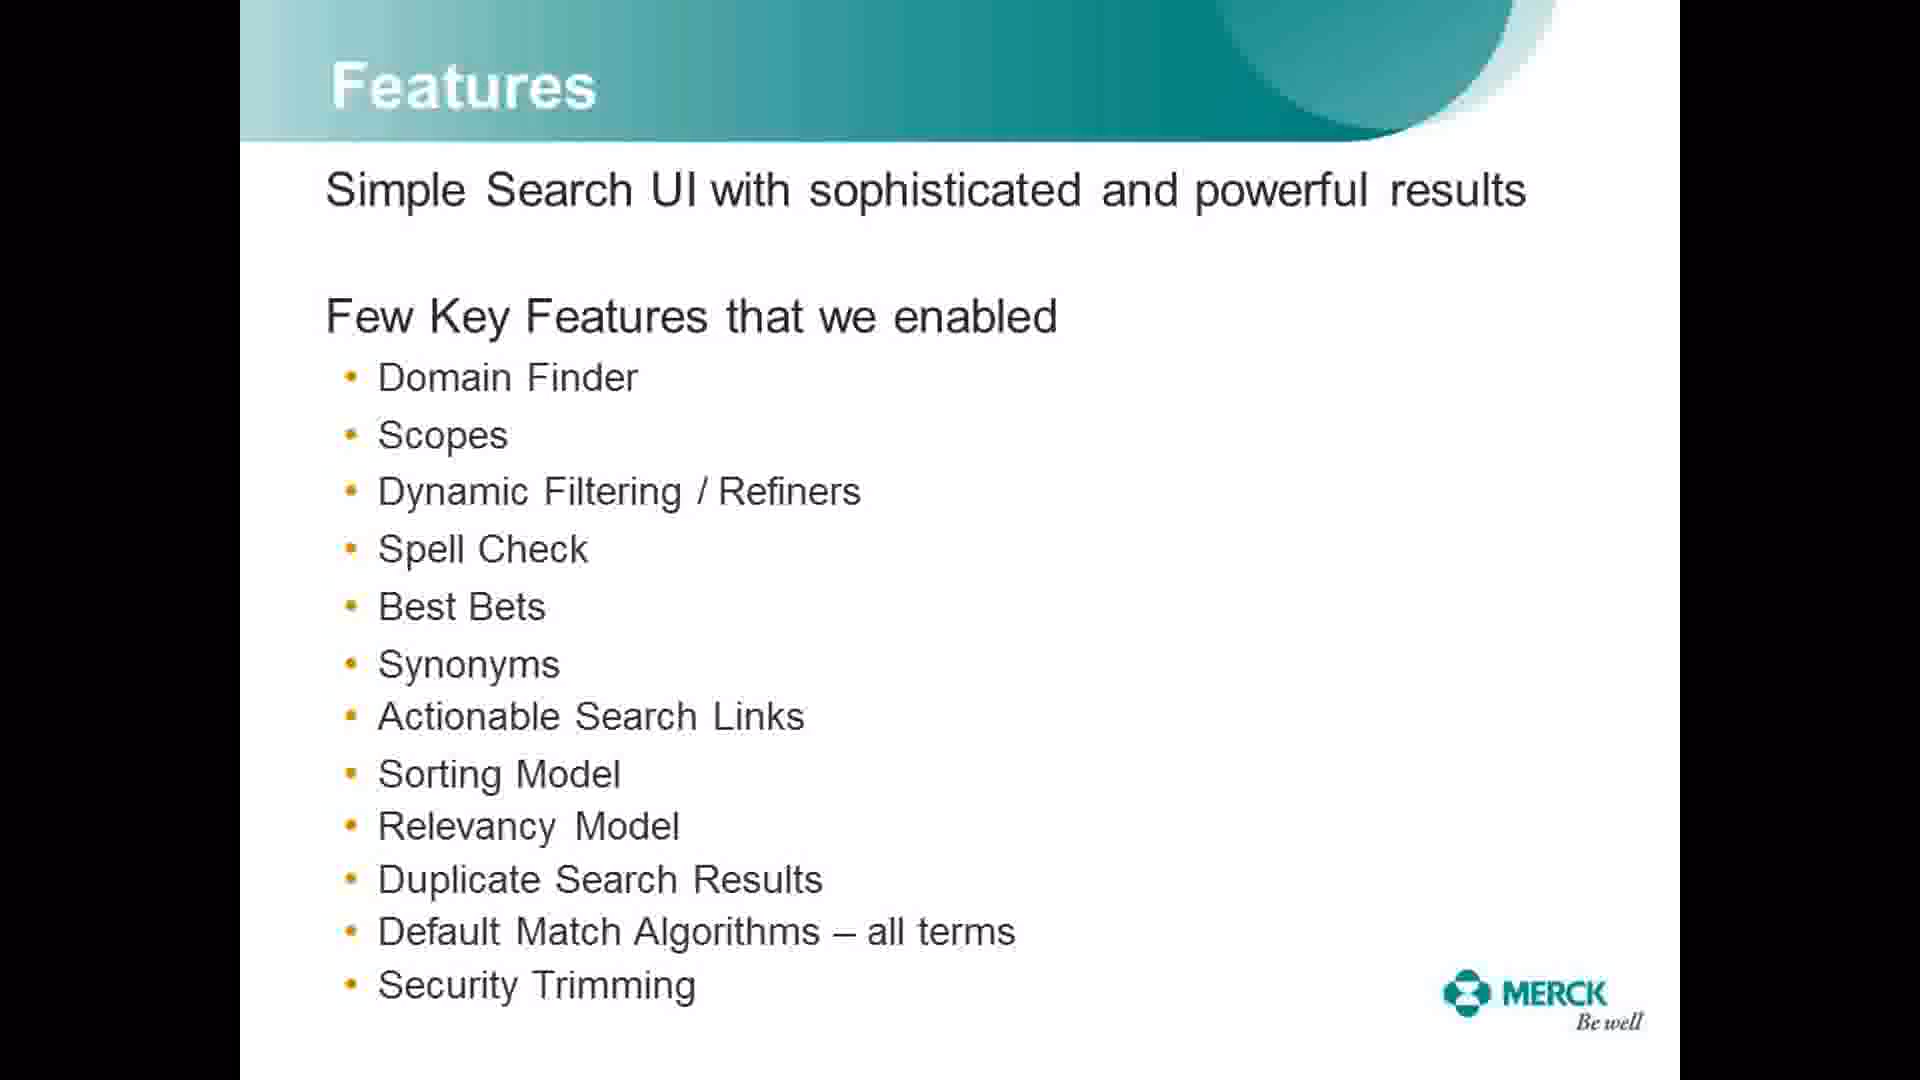 Features
Simple Search UI with sophisticated and powerful results
Few Key Features that we enabled
• Domain Finder
• Scopes
• Dynamic Filtering / Refiners
• Spell Check
• Best Bets
• Synonyms
• Actionable Search Links
• Sorting Model
• Relevancy Model
• Duplicate Search Results
• Default Match Algorithms – all terms
• Security Trimming
MERCK
Be well